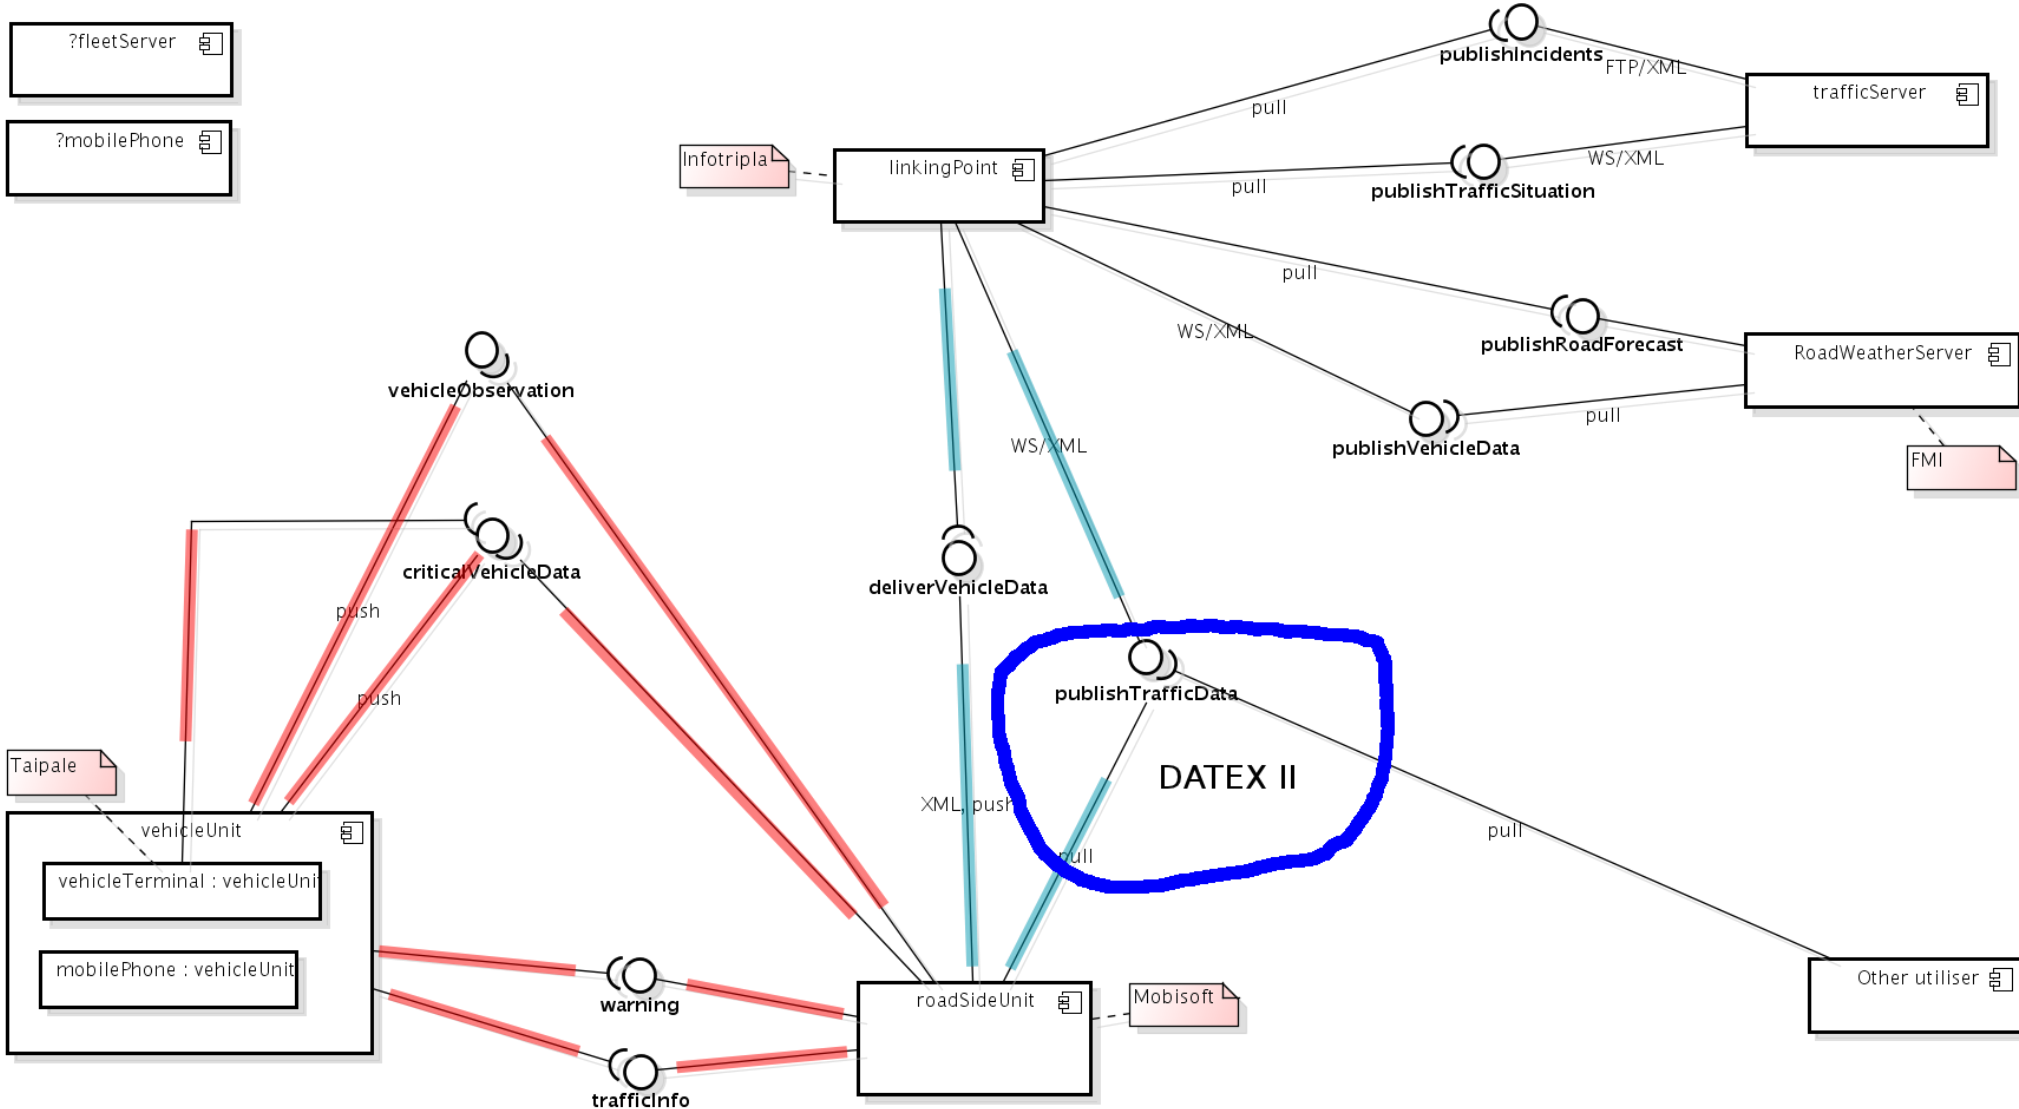 ?fleetServer
?mobilePhone
publishIncidents
FTP/XML
trafficServer
pull
Infotripla
linkingPoint
WS/XML
pull
publishTrafficSituation
pull
WS/XML
publishRoadForecast
RoadWeatherServer
vehicleObservation
pull
publishVehicleData
WS/XML
FMI
criticalVehicleData
deliverVehicleData
push
push
publishTrafficData
DATEX II
Taipale
XML, push
pull
vehicleUnit
pull
vehicleTerminal : vehicleUnit
mobilePhone : vehicleUnit
Other utiliser
warning
roadSideUnit
Mobisoft
trafficInfo